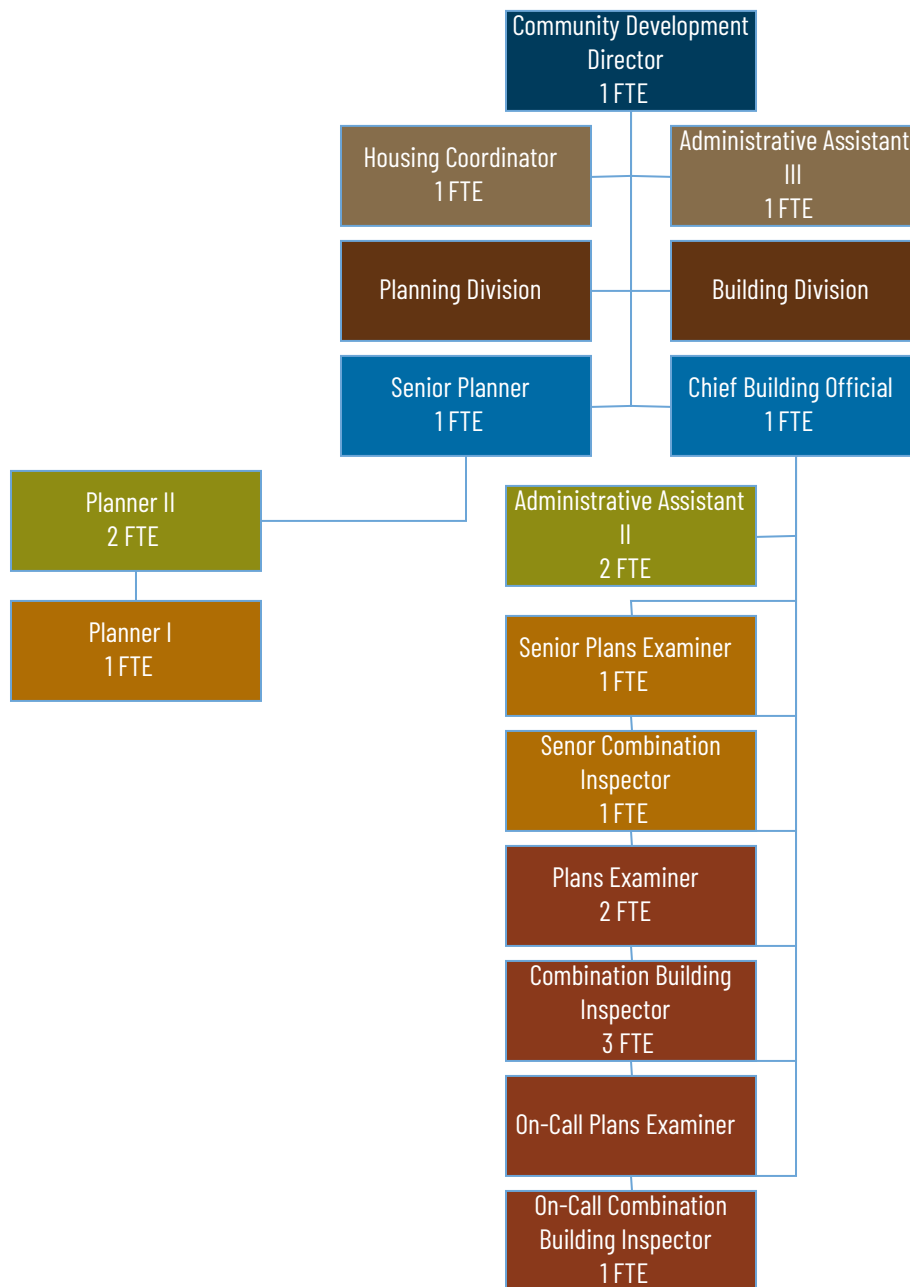 Community Development
Director
1 FTE
Housing Coordinator
1 FTE
Administrative Assistant
III
1 FTE
Planning Division
Building Division
Senior Planner
1 FTE
Chief Building Official
1 FTE
Planner II
2 FTE
Administrative Assistant
II
2 FTE
Planner I
1 FTE
Senior Plans Examiner
1 FTE
Senor Combination
Inspector
1 FTE
Plans Examiner
2 FTE
Combination Building
Inspector
3 FTE
On-Call Plans Examiner
On-Call Combination
Building Inspector
1 FTE